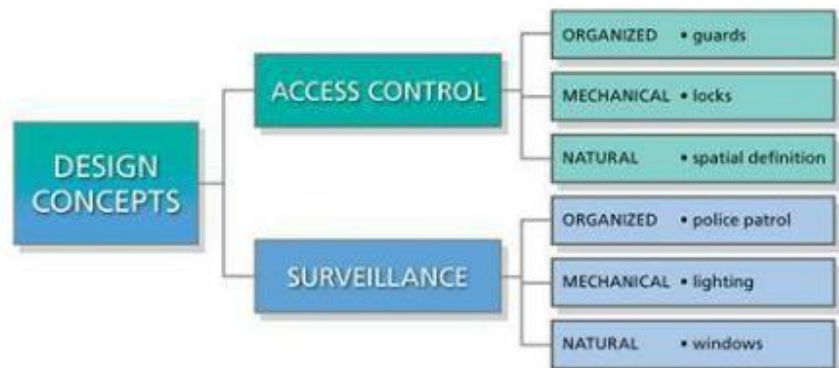 DESIGN
CONCEPTS
ACCESS CONTROL
ORGANIZED • guards
MECHANICAL • locks
NATURAL • spatial definition
SURVEILLANCE
ORGANIZED • police patrol
MECHANICAL • lighting
NATURAL • windows